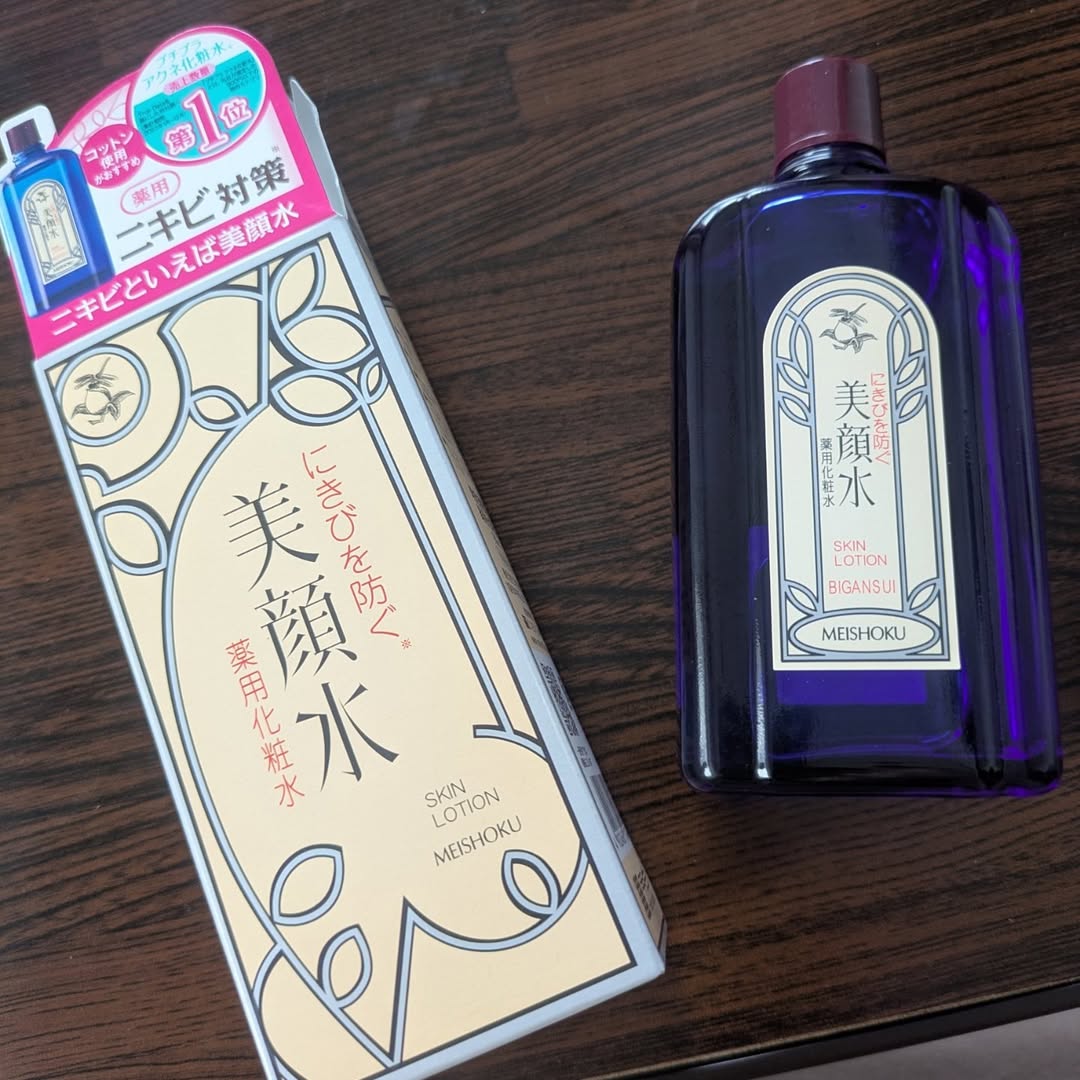 プチプラ
アクネ化粧水※
売上数量
第1位
コットン
使用
がおすすめ
薬用
ニキビ対策※
ニキビといえば美顔水
にきびを防ぐ※
美顔水
薬用化粧水
SKIN
LOTION
MEISHOKU
美顔水
にきびを防ぐ
美顔水
薬用化粧水
SKIN
LOTION
BIGANSUI
MEISHOKU